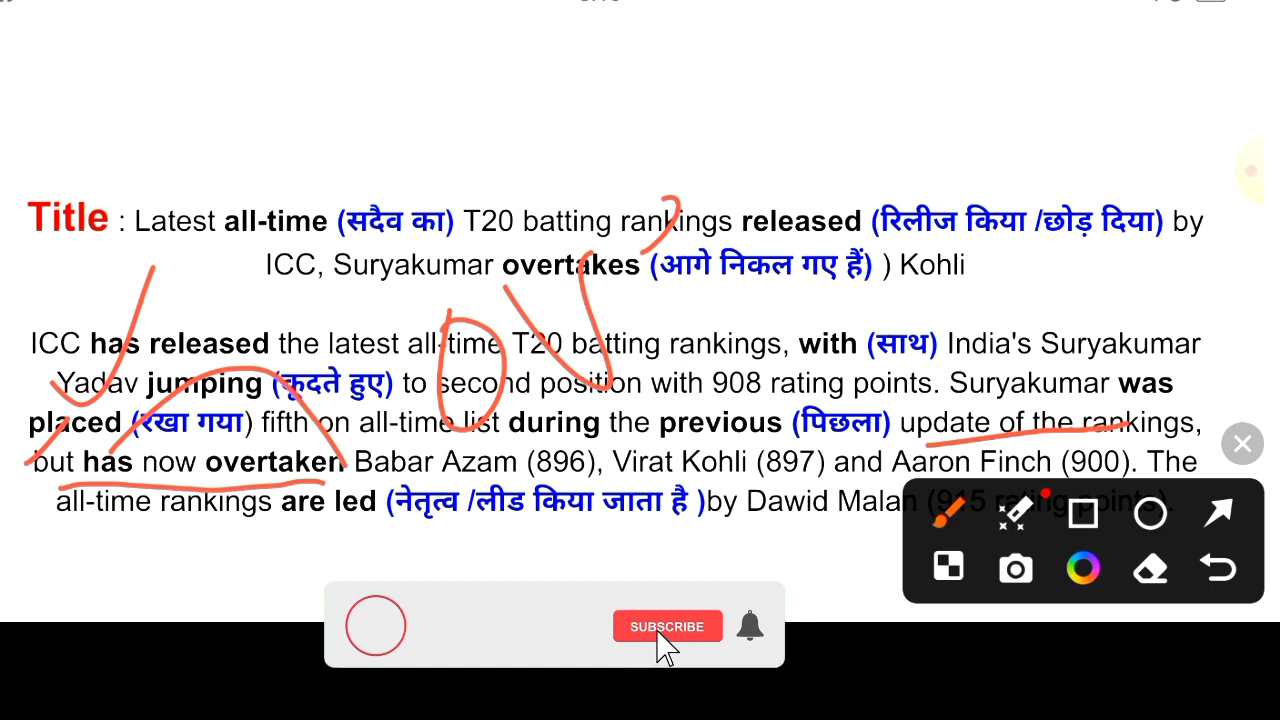 Title : Latest all-time (सदैव का) T20 batting rankings released (रिलीज किया /छोड़ दिया) by
ICC, Suryakumar overtakes (आगे निकल गए हैं) ) Kohli
ICC has released the latest all-time T20 batting rankings, with (साथ) India's Suryakumar
Yadav jumping (कूदते हुए) to second position with 908 rating points. Suryakumar was
placed (रखा गया) fifth on all-time list during the previous (पिछला) update of the rankings,
but has now overtaken Babar Azam (896), Virat Kohli (897) and Aaron Finch (900). The
all-time rankings are led (नेतृत्व /लीड किया जाता है )by Dawid Malan (915 rating points).
SUBSCRIBE